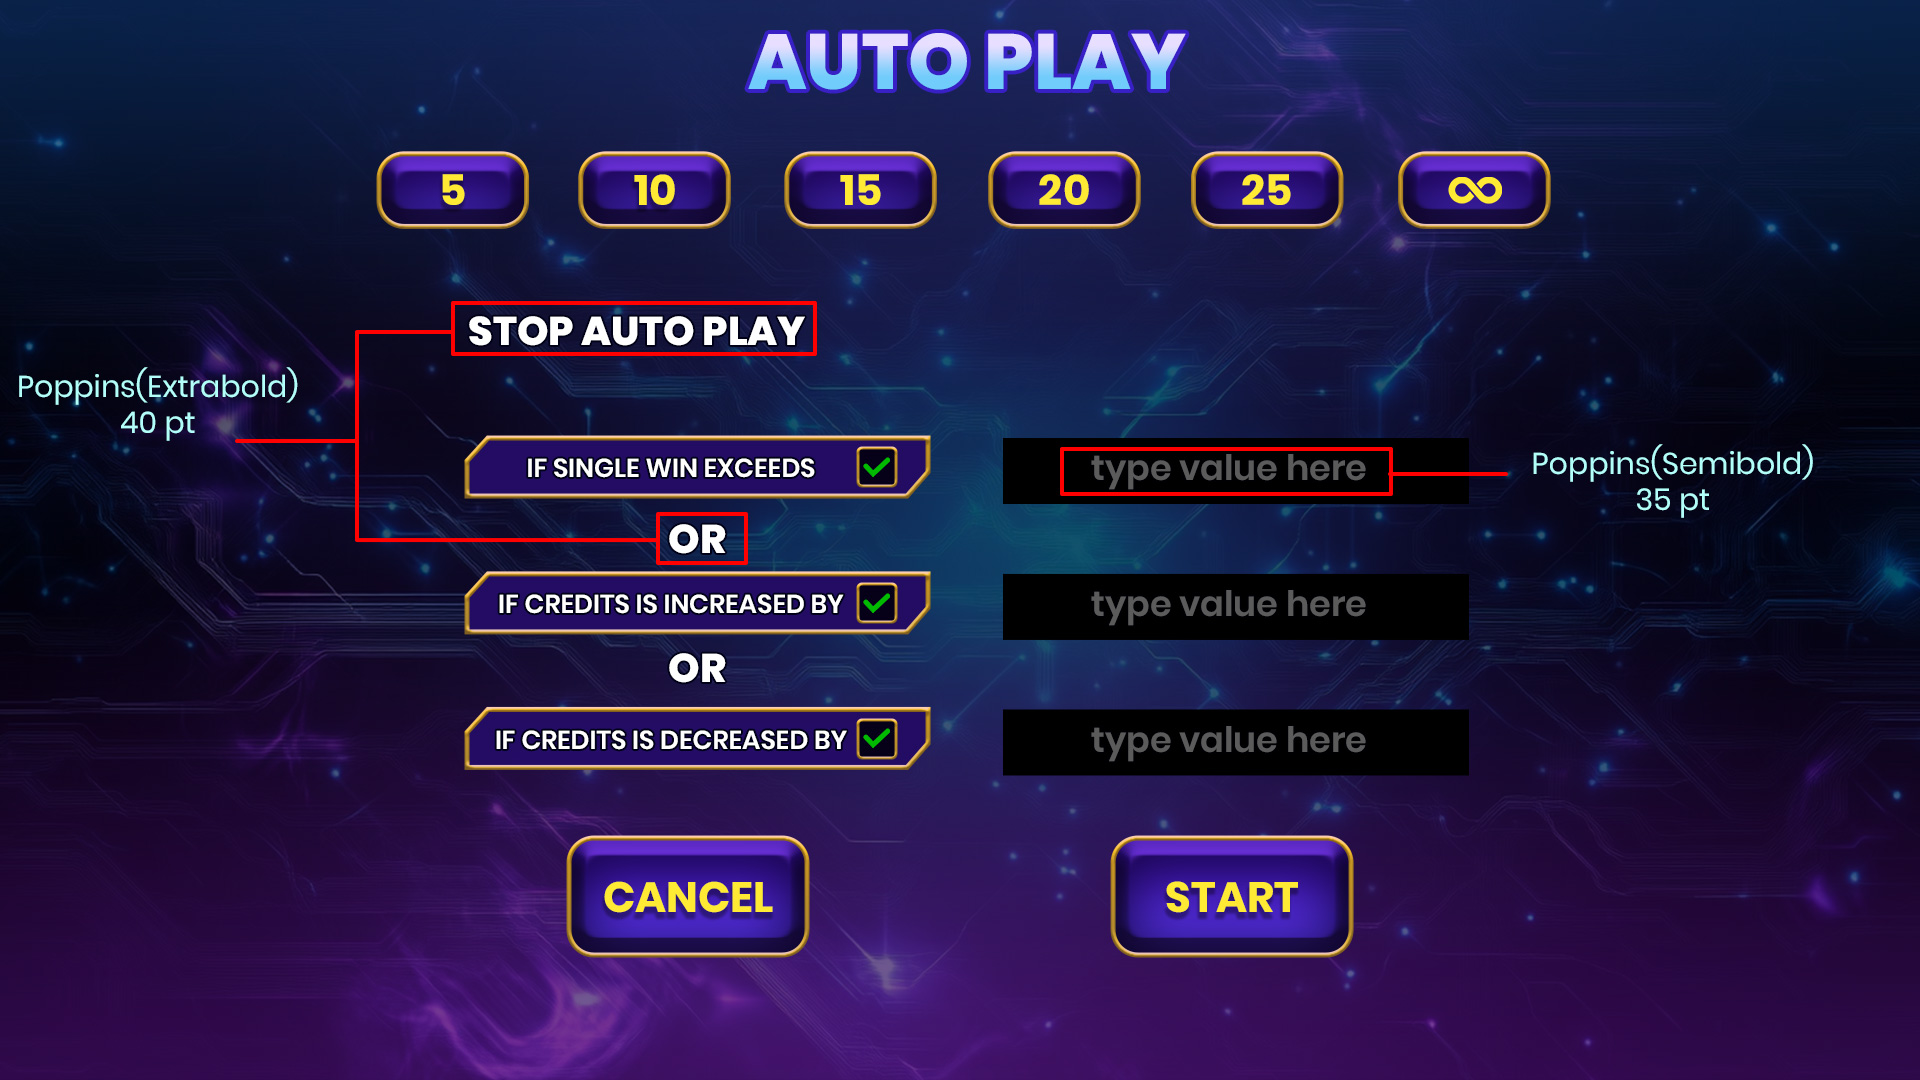 AUTO PLAY
5 10 15 20 25 ∞
STOP AUTO PLAY
Poppins(Extrabold)
40 pt
IF SINGLE WIN EXCEEDS
type value here
Poppins(Semibold)
35 pt
OR
IF CREDITS IS INCREASED BY
type value here
OR
IF CREDITS IS DECREASED BY
type value here
CANCEL
START